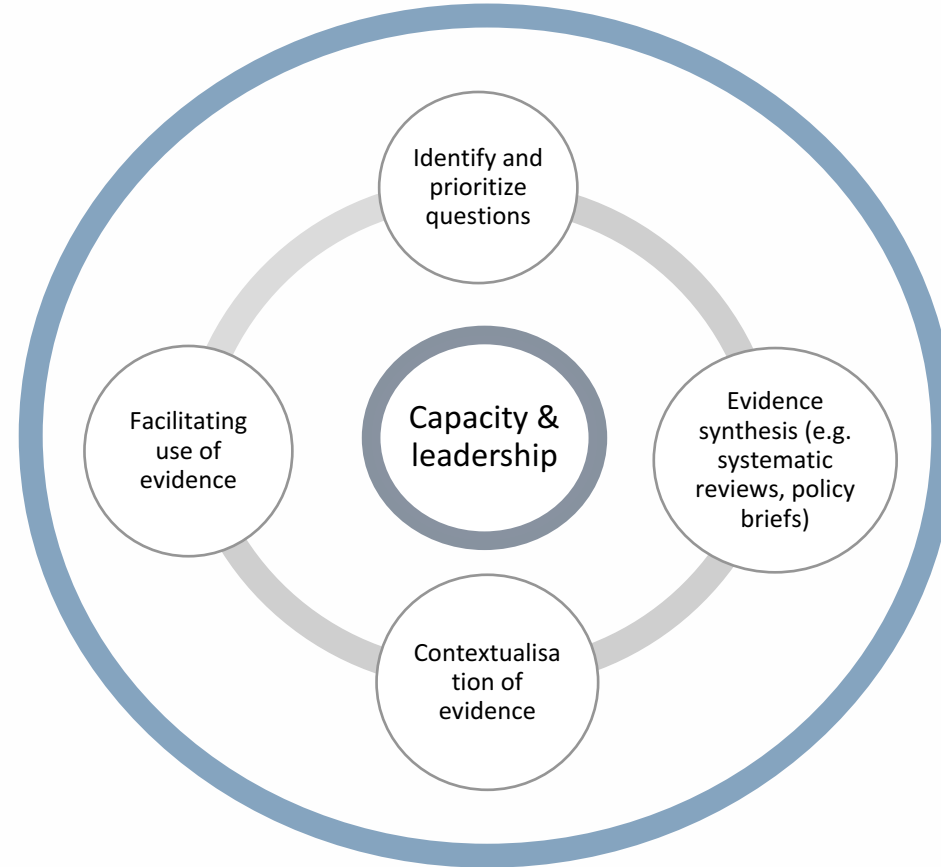 Identify and
prioritize
questions
Facilitating
use of
evidence
Capacity &
leadership
Evidence
synthesis (e.g.
systematic
reviews, policy
briefs)
Contextualisa
tion of
evidence